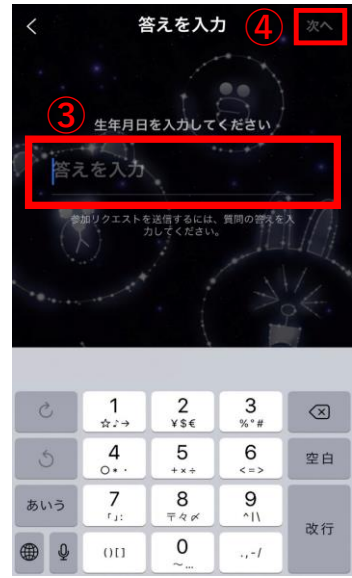 答えを入力
④
次へ
③
生年月日を入力してください
答えを入力
参加リクエストを送信するには、質問の答えを入
力してください。
1
☆♪→
2
¥$€
3
%°#
4
○*・
5
+×÷
6
<=>
空白
あいう
7
「」:
8
〒々〆
9
^|\
改行
()[]
0
~…
.,-/